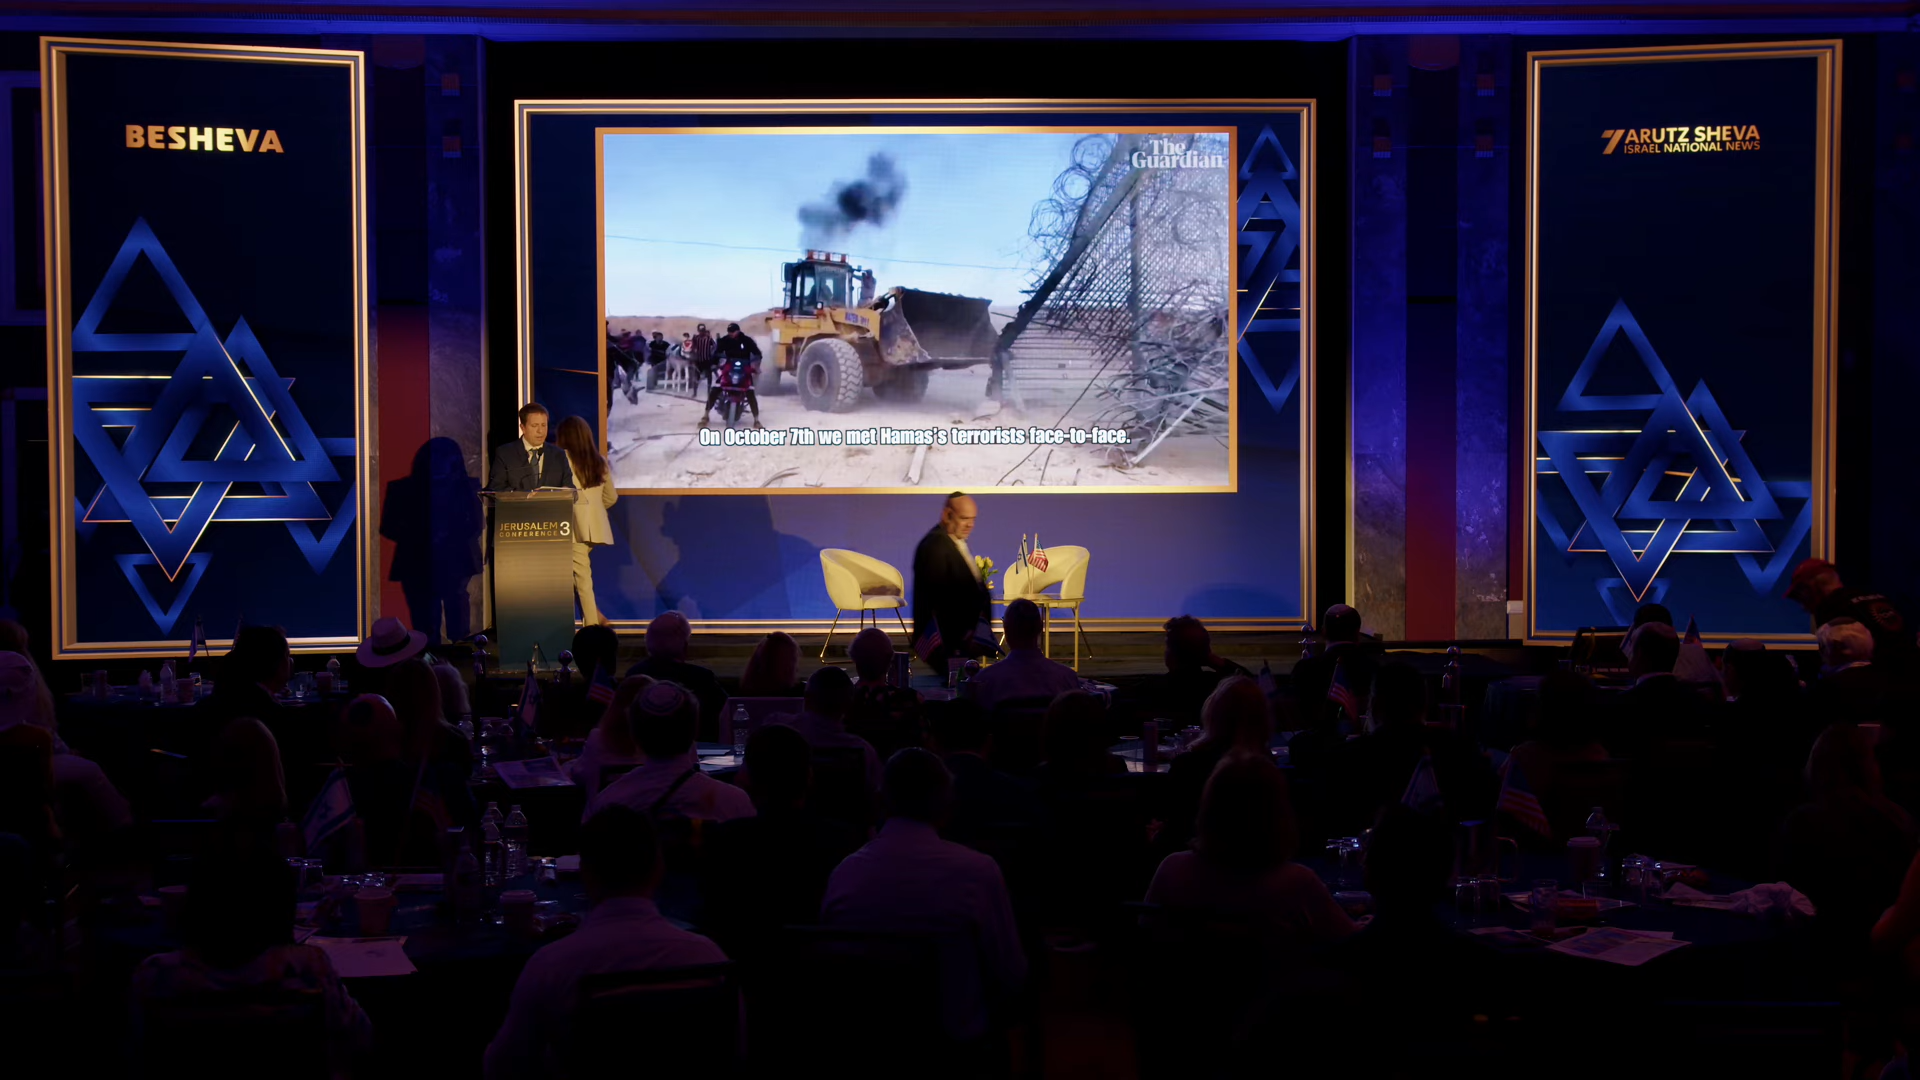 BESHEVA
The
Guardian
7 ARUTZ SHEVA
ISRAEL NATIONAL NEWS
On October 7th we met Hamas's terrorists face-to-face.
JERUSALEM
CONFERENCE 3